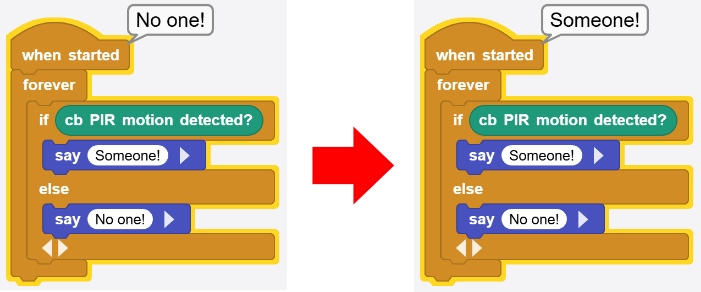 No one!
when started
forever
if cb PIR motion detected?
say Someone!
else
say No one!
Someone!
when started
forever
if cb PIR motion detected?
say Someone!
else
say No one!